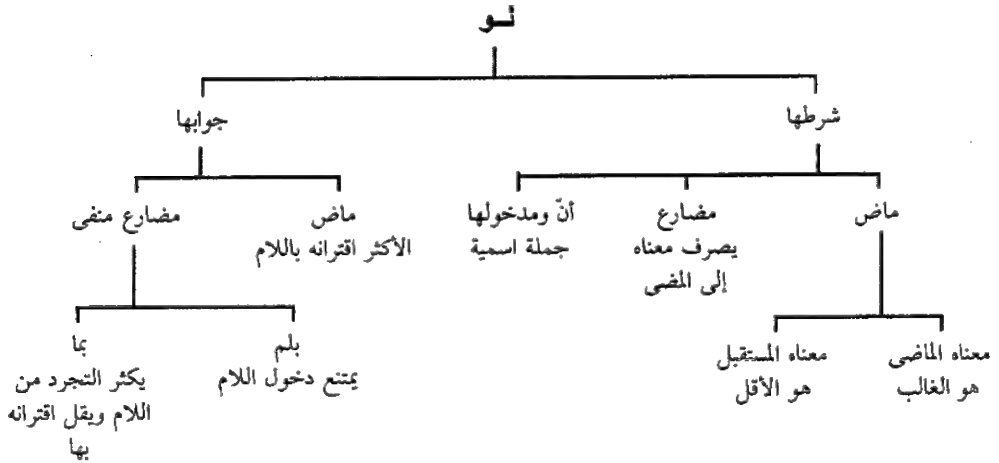 لو
شرطها
جوابها
ماض
مضارع
يصرف معناه
إلى المضى
أنّ ومدخولها
جملة اسمية
ماض
الأكثر اقترانه باللام
مضارع منفى
معناه الماضى
هو الغالب
معناه المستقبل
هو الأقل
بلم
يمتنع دخول اللام
بما
يكثر التجرد من
اللام ويقل اقترانه
بها